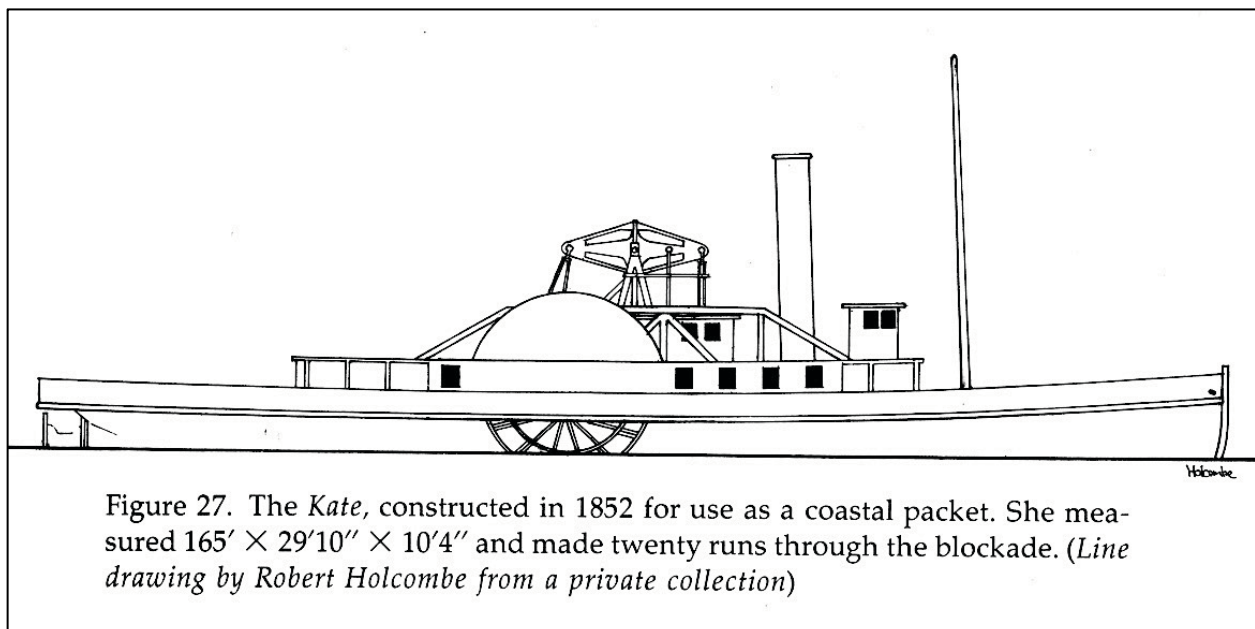 Holcombe
Figure 27. The Kate, constructed in 1852 for use as a coastal packet. She mea-
sured 165′ × 29′10″ × 10′4″ and made twenty runs through the blockade. (Line
drawing by Robert Holcombe from a private collection)